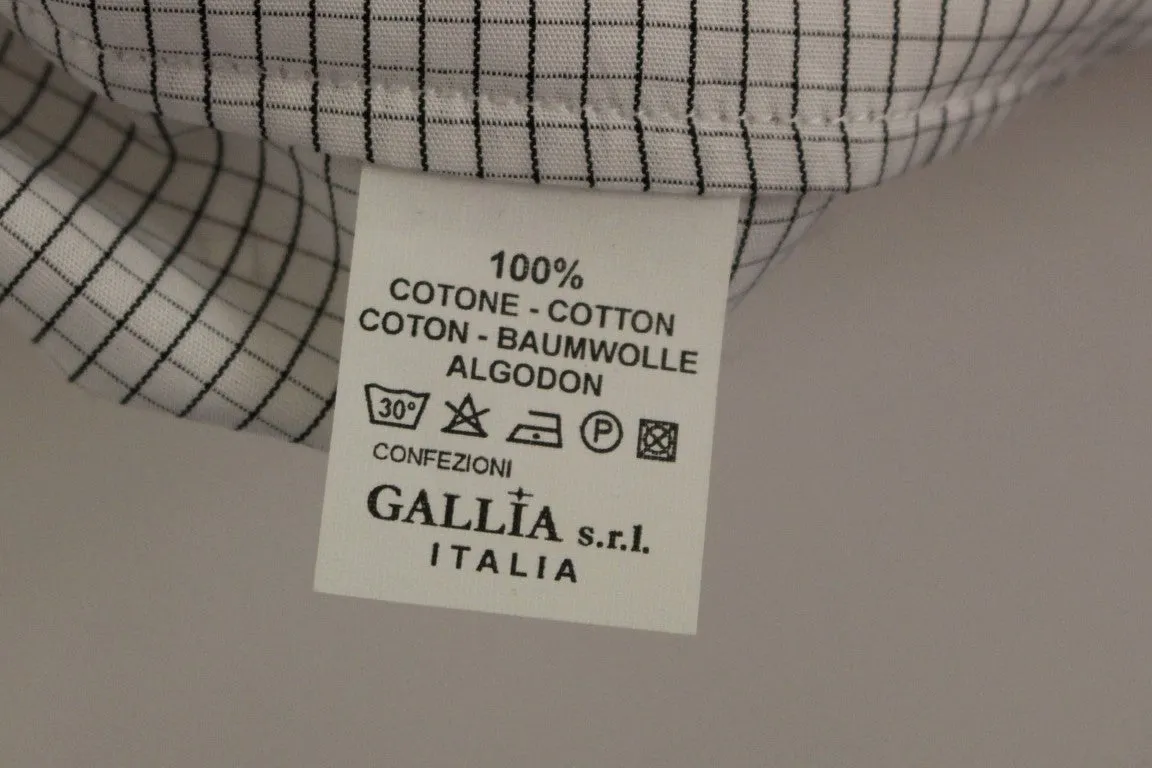 100%
COTONE - COTTON
COTON - BAUMWOLLE
ALGODON
30° P
CONFEZIONI
GALLIA s.r.l.
ITALIA